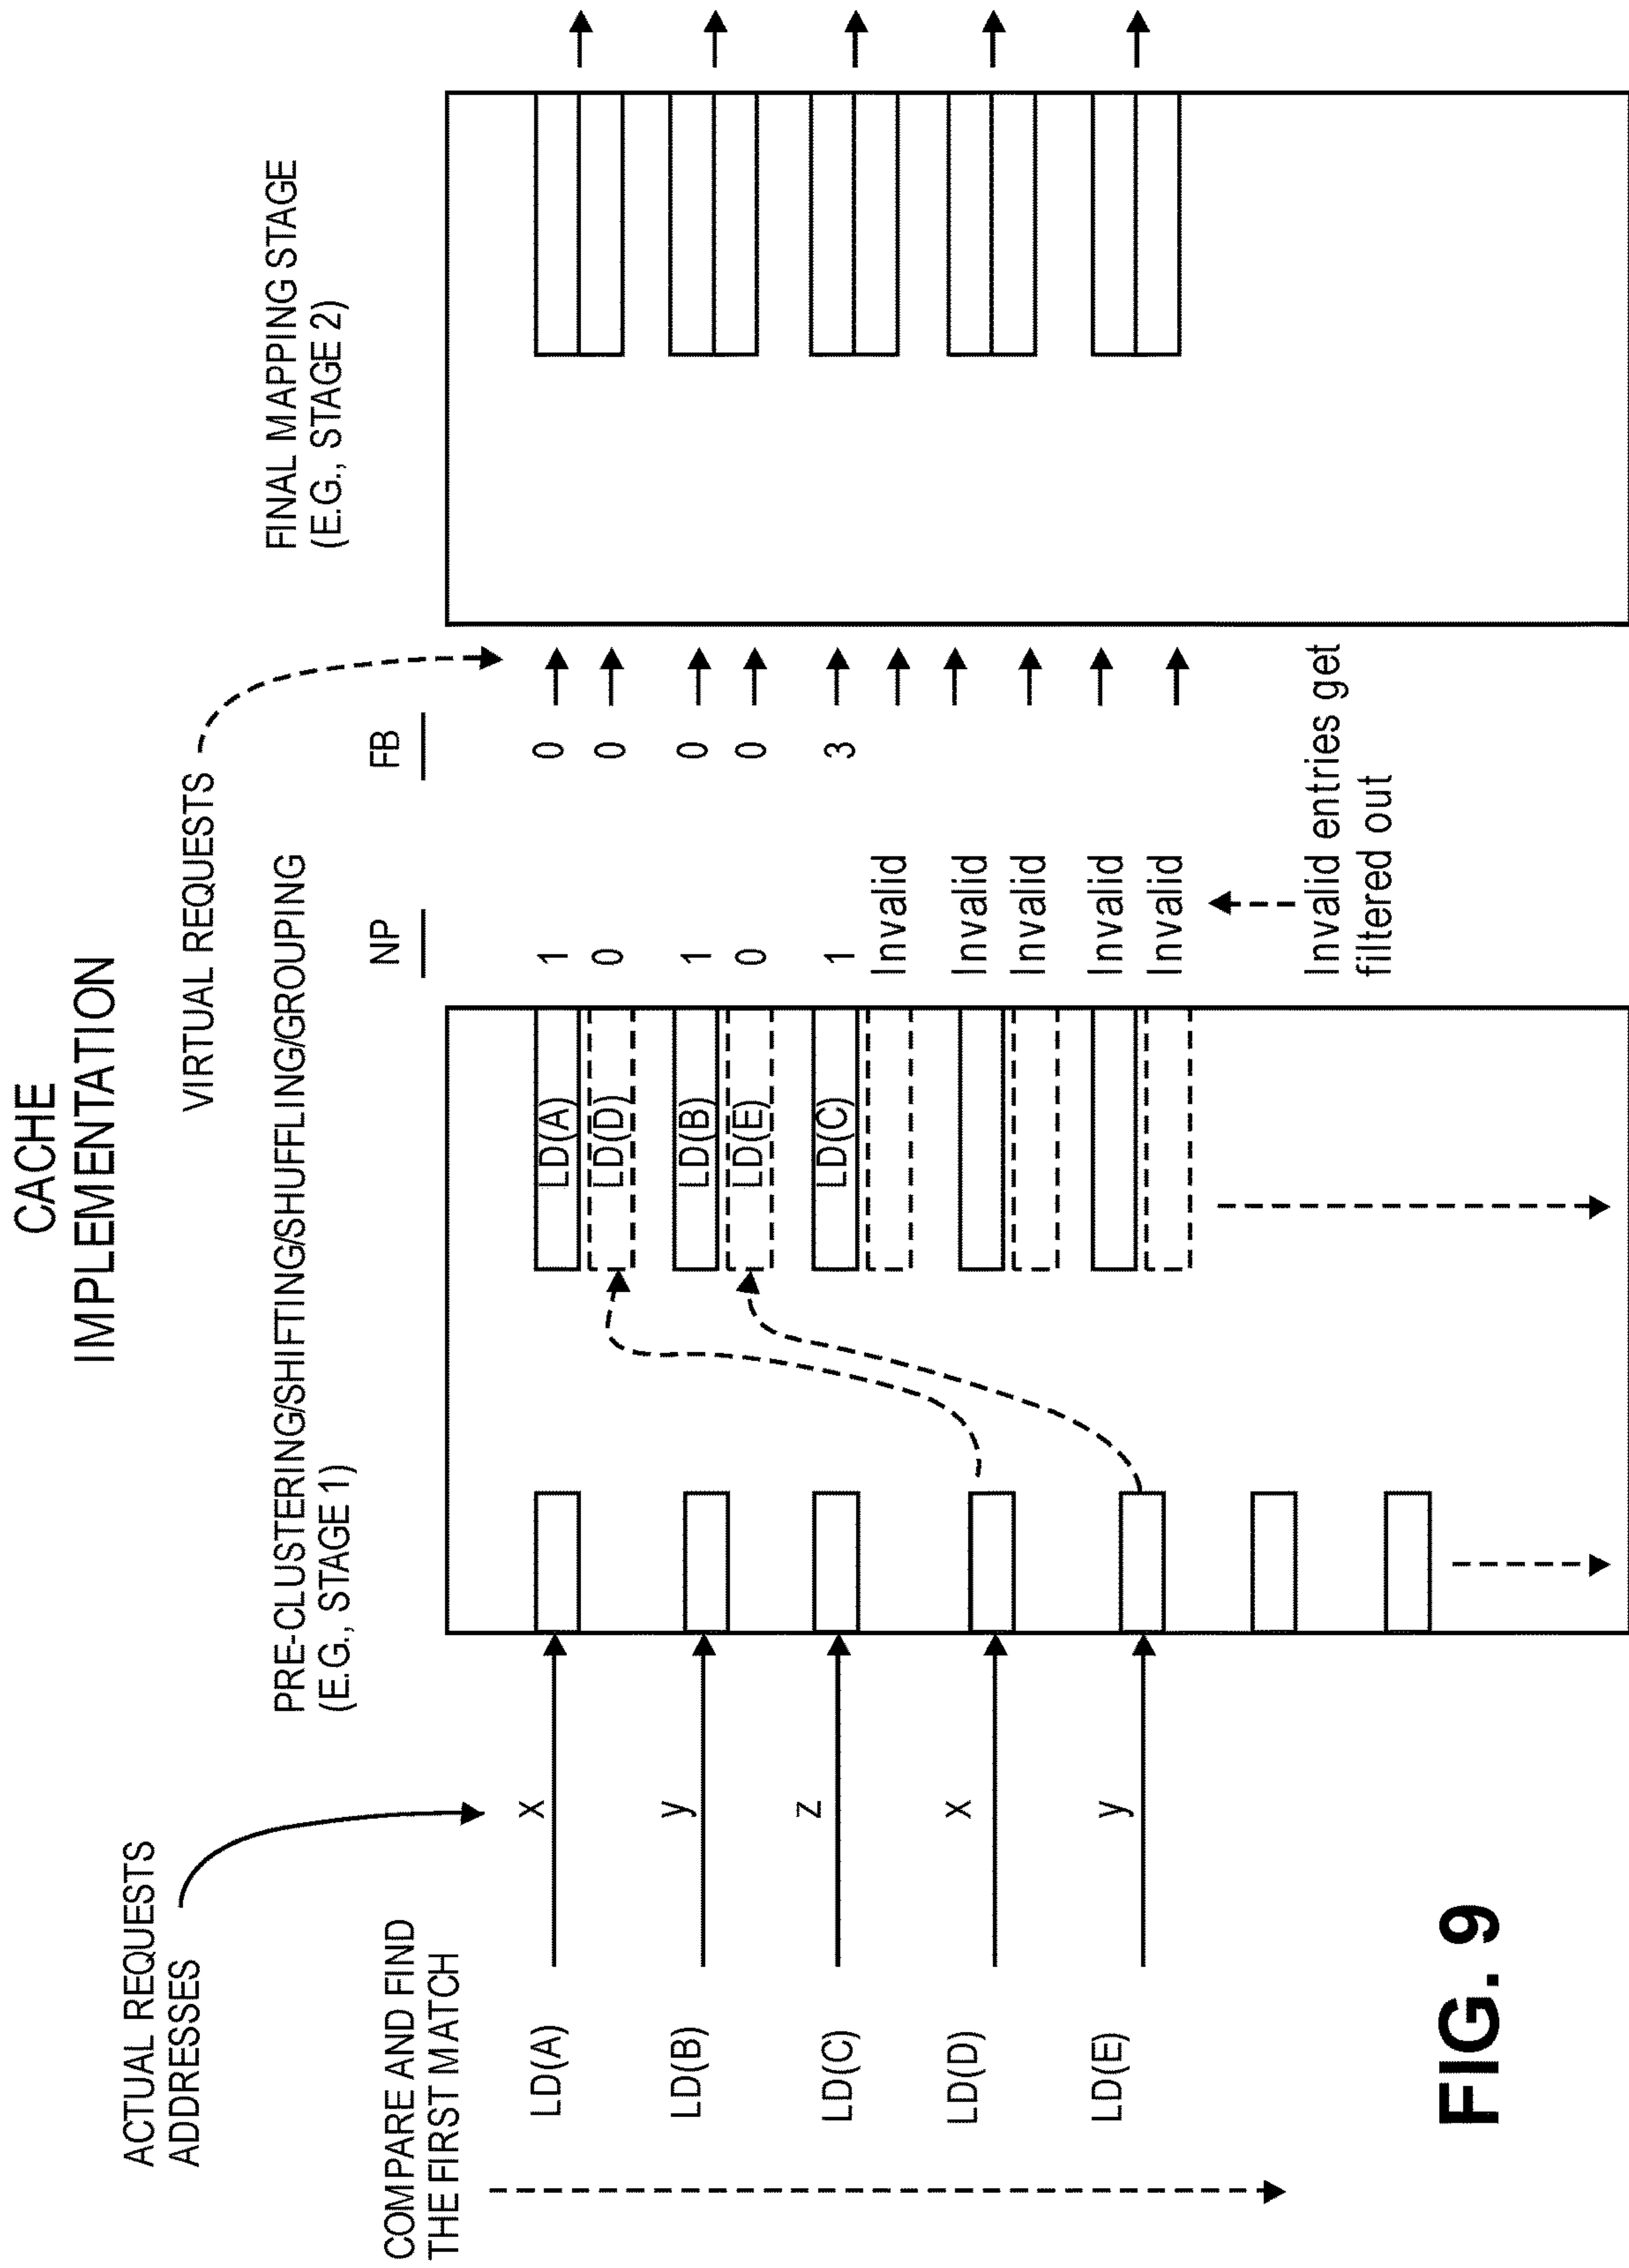 CACHE
IMPLEMENTATION
ACTUAL REQUESTS
ADDRESSES
VIRTUAL REQUESTS
COMPARE AND FIND
THE FIRST MATCH
PRE-CLUSTERING/SHIFTING/SHUFFLING/GROUPING
(E.G., STAGE 1)
FINAL MAPPING STAGE
(E.G., STAGE 2)
NP FB
LD(A) x LD(A) 1 0
LD(D) 0 0
LD(B) y LD(B) 1 0
LD(E) 0 0
LD(C) z LD(C) 1 3
Invalid
LD(D) x Invalid
Invalid
LD(E) y Invalid
Invalid
Invalid entries get
filtered out
FIG. 9